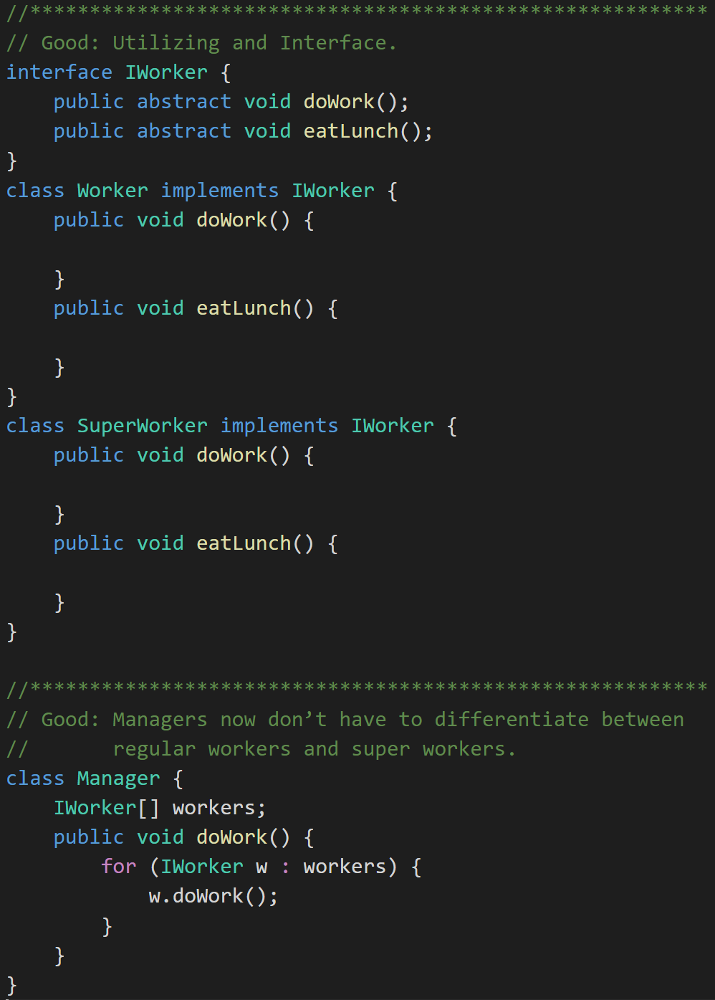 //*********************************************************
// Good: Utilizing and Interface.
interface IWorker {
    public abstract void doWork();
    public abstract void eatLunch();
}
class Worker implements IWorker {
    public void doWork() {

    }
    public void eatLunch() {

    }
}
class SuperWorker implements IWorker {
    public void doWork() {

    }
    public void eatLunch() {

    }
}

//*********************************************************
// Good: Managers now don’t have to differentiate between
//       regular workers and super workers.
class Manager {
    IWorker[] workers;
    public void doWork() {
        for (IWorker w : workers) {
            w.doWork();
        }
    }
}